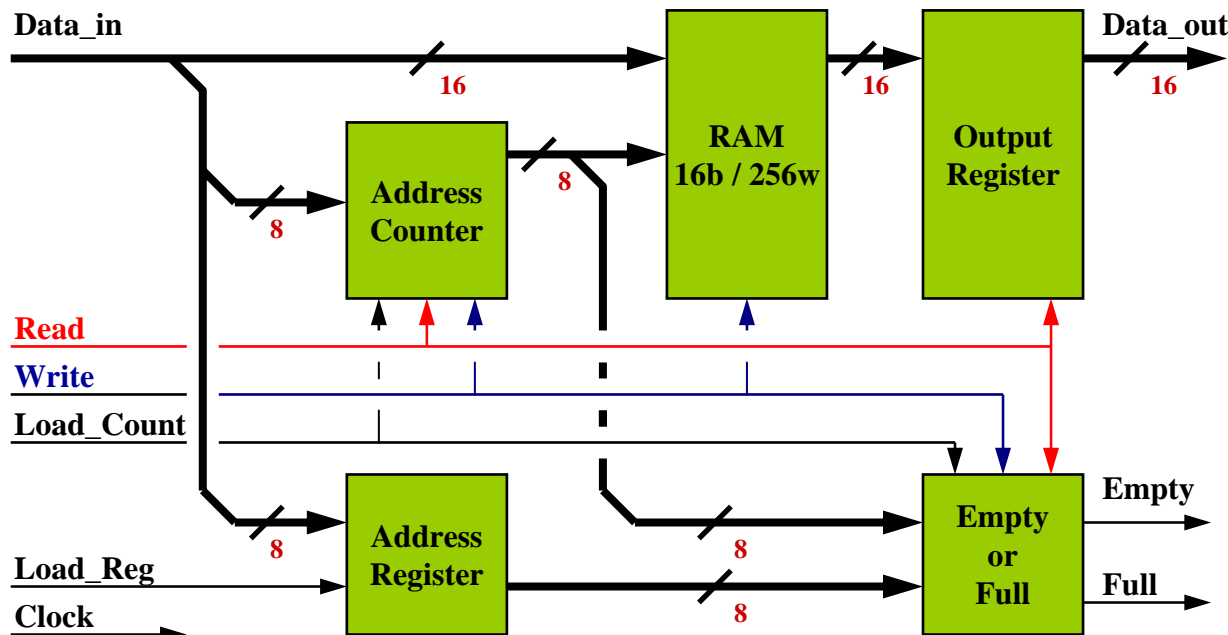 Data_in
Data_out
16
16
16
RAM
16b / 256w
Output
Register
8
Address
Counter
8
Read
Write
Load_Count
Empty
8
Address
Register
8
Empty
or
Full
Load_Reg
8
Full
Clock